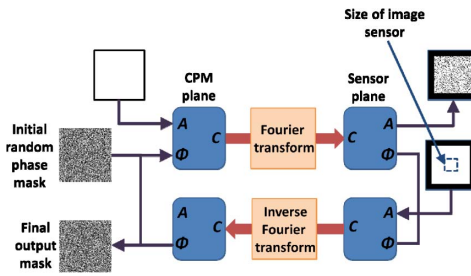 Size of image
sensor
CPM
plane
Sensor
plane
A
C
Φ
Fourier
transform
A
C
Φ
Initial
random
phase
mask
A
C
Φ
Inverse
Fourier
transform
A
C
Φ
Final
output
mask